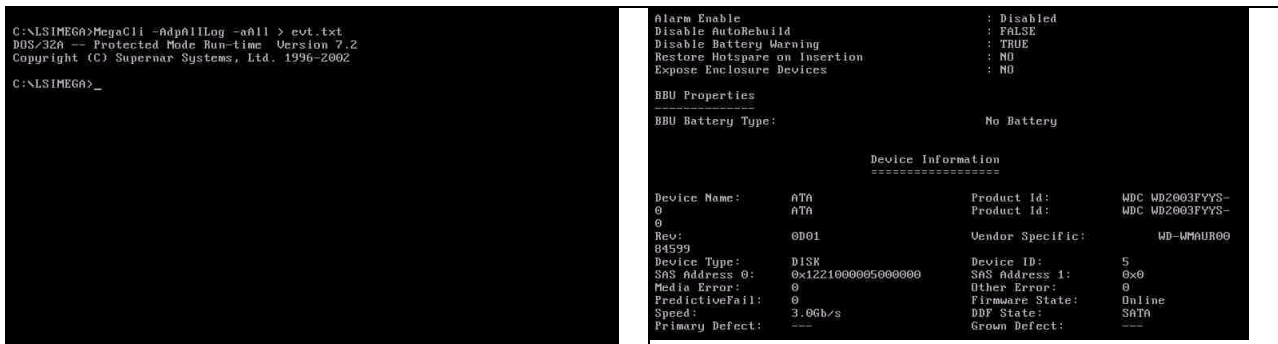 C:\LSIMEGA>MegaCli -AdpAllLog -aAll > evt.txt
DOS/32A -- Protected Mode Run-time  Version 7.2
Copyright (C) Supernar Systems, Ltd. 1996-2002
C:\LSIMEGA>_
Alarm Enable : Disabled
Disable AutoRebuild : FALSE
Disable Battery Warning : TRUE
Restore Hotspare on Insertion : NO
Expose Enclosure Devices : NO
BBU Properties
--------------
BBU Battery Type: No Battery
Device Information
==================
Device Name: ATA Product Id: WDC WD2003FYYS-
0 ATA Product Id: WDC WD2003FYYS-
0
Rev: 0D01 Vendor Specific: WD-WMAUR00
84599
Device Type: DISK Device ID: 5
SAS Address 0: 0x1221000005000000 SAS Address 1: 0x0
Media Error: 0 Other Error: 0
PredictiveFail: 0 Firmware State: Online
Speed: 3.0Gb/s DDF State: SATA
Primary Defect: --- Grown Defect: ---